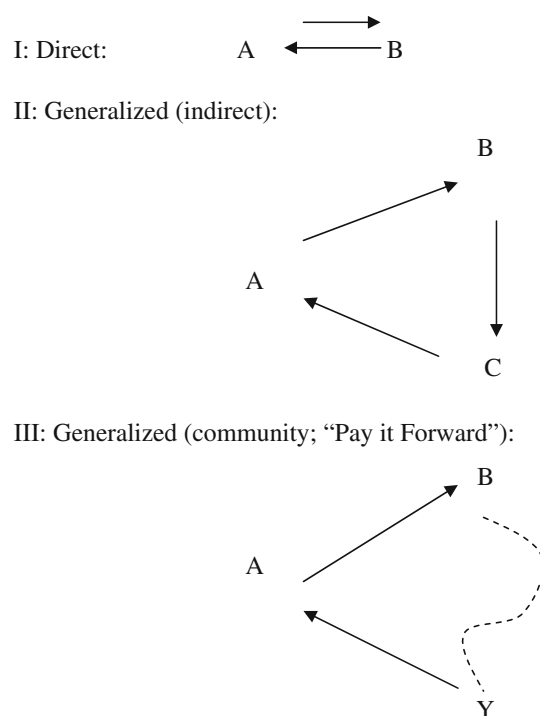 I: Direct: A B
II: Generalized (indirect):
B
A
C
III: Generalized (community; “Pay it Forward”):
B
A
Y